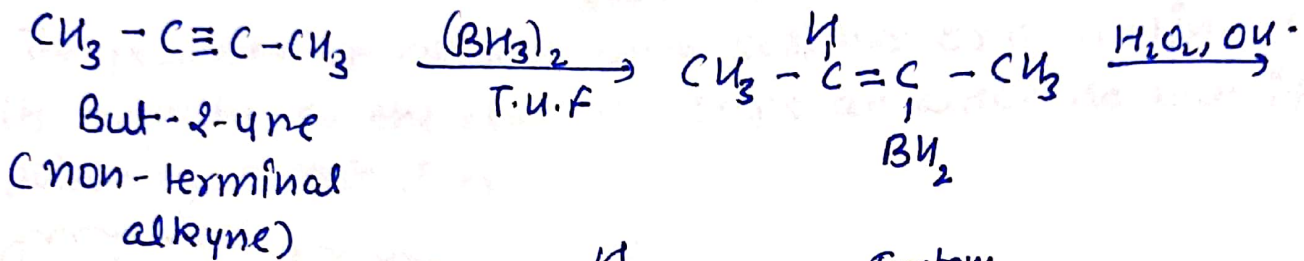 CH₃ - C≡C-CH₃ (BH₃)₂ T.H.F CH₃ - C = C - CH₃ H₂O₂, OH⁻
H
BH₂
But-2-yne
(non-terminal
alkyne)